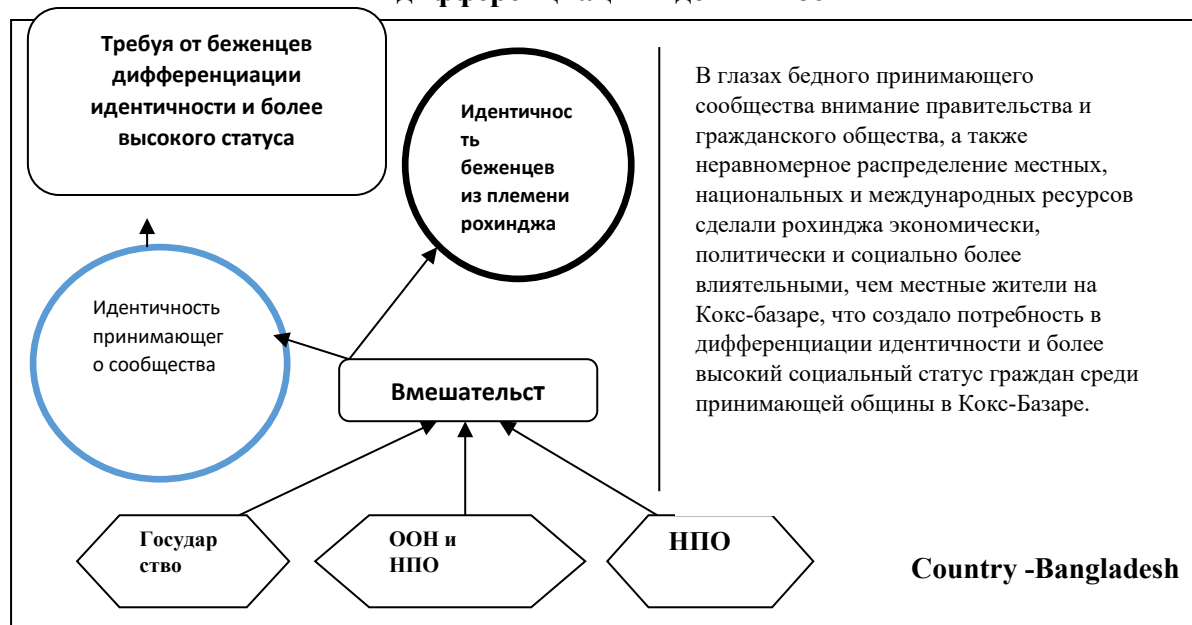 Требуя от беженцев
дифференциации
идентичности и более
высокого статуса
Идентичнос
ть
беженцев
из племени
рохинджа
Идентичность
принимающег
о сообщества
Вмешательст
Государ
ство
ООН и
НПО
НПО
В глазах бедного принимающего
сообщества внимание правительства и
гражданского общества, а также
неравномерное распределение местных,
национальных и международных ресурсов
сделали рохинджа экономически,
политически и социально более
влиятельными, чем местные жители на
Кокс-базаре, что создало потребность в
дифференциации идентичности и более
высокий социальный статус граждан среди
принимающей общины в Кокс-Базаре.
Country -Bangladesh